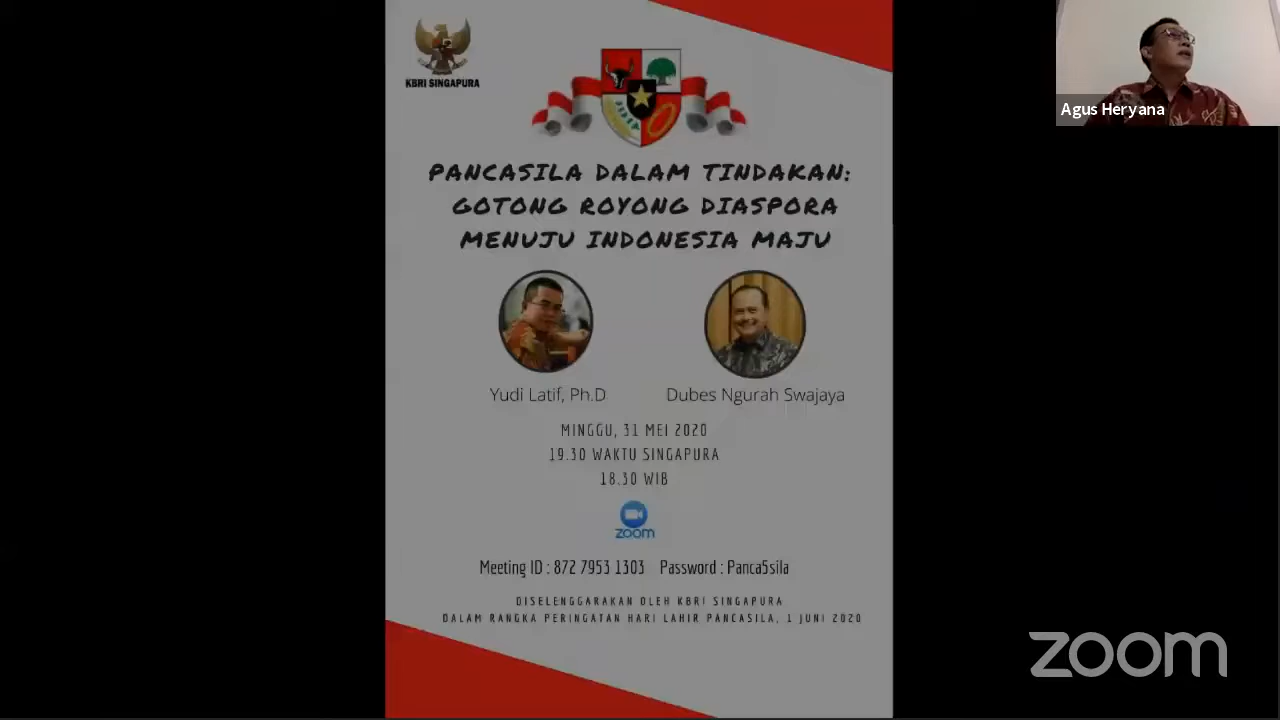 KBRI SINGAPURA
PANCASILA DALAM TINDAKAN:
GOTONG ROYONG DIASPORA
MENUJU INDONESIA MAJU
Yudi Latif, Ph.D
Dubes Ngurah Swajaya
MINGGU, 31 MEI 2020
19.30 WAKTU SINGAPURA
18.30 WIB
zoom
Meeting ID : 872 7953 1303 Password : Panca5sila
DISELENGGARAKAN OLEH KBRI SINGAPURA
DALAM RANGKA PERINGATAN HARI LAHIR PANCASILA, 1 JUNI 2020
Agus Heryana
zoom